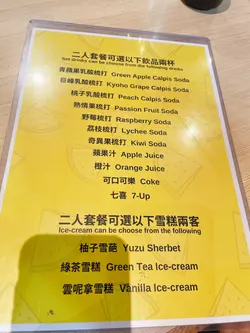 二人套餐可選以下飲品兩杯
Set drinks can be choose from the following drinks
青蘋果乳酸梳打 Green Apple Calpis Soda
巨峰乳酸梳打 Kyoho Grape Calpis Soda
桃子乳酸梳打 Peach Calpis Soda
熱情果梳打 Passion Fruit Soda
野莓梳打 Raspberry Soda
荔枝梳打 Lychee Soda
奇異果梳打 Kiwi Soda
蘋果汁 Apple Juice
橙汁 Orange Juice
可口可樂 Coke
七喜 7-Up
二人套餐可選以下雪糕兩客
Ice-cream can be choose from the following
柚子雪葩 Yuzu Sherbet
綠茶雪糕 Green Tea Ice-cream
雲呢拿雪糕 Vanilla Ice-cream